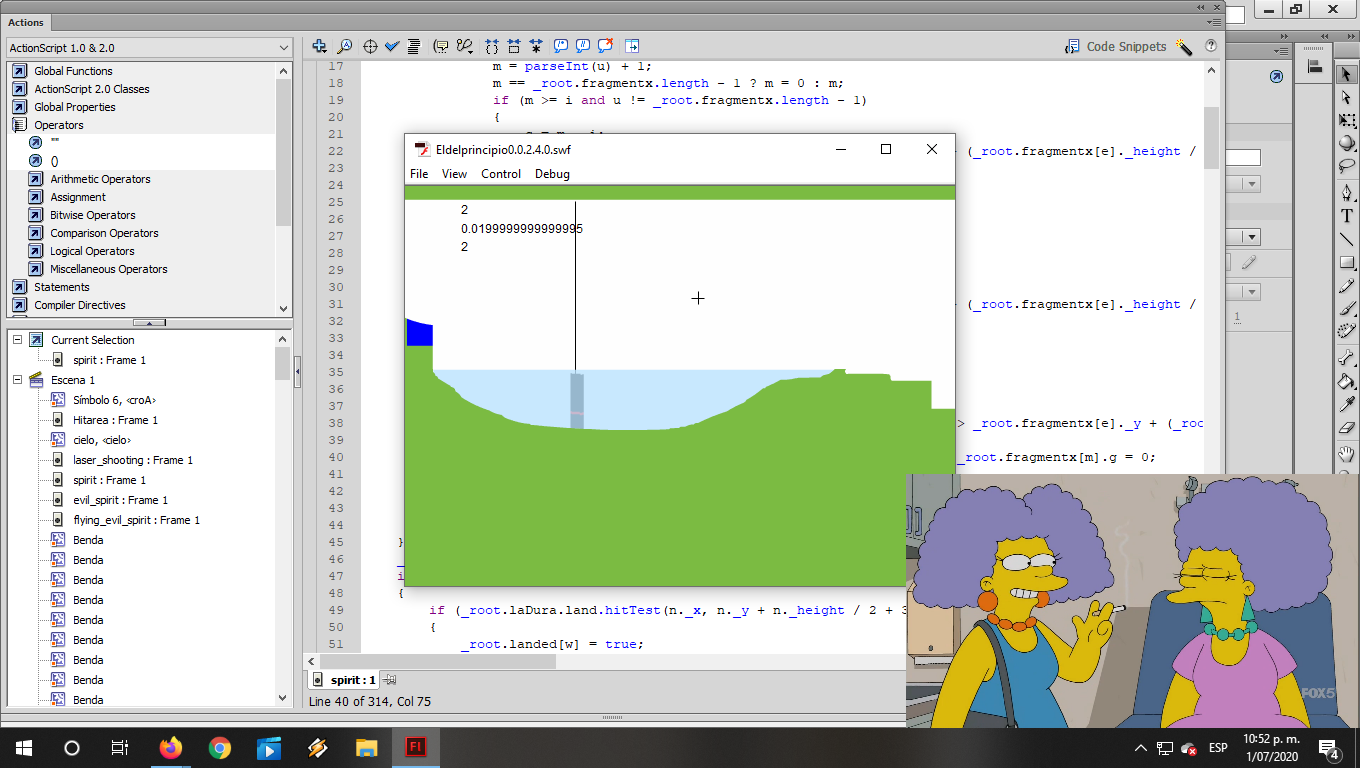 Actions
ActionScript 1.0 & 2.0
Global Functions
ActionScript 2.0 Classes
Global Properties
Operators
""
()
Arithmetic Operators
Assignment
Bitwise Operators
Comparison Operators
Logical Operators
Miscellaneous Operators
Statements
Compiler Directives
Current Selection
spirit : Frame 1
Escena 1
Símbolo 6, <croA>
Hitarea : Frame 1
cielo, <cielo>
laser_shooting : Frame 1
spirit : Frame 1
evil_spirit : Frame 1
flying_evil_spirit : Frame 1
Benda
Benda
Benda
Benda
Benda
Benda
Benda
Benda
Benda
Code Snippets
17 m = parseInt(u) + 1;
18 m == _root.fragmentx.length - 1 ? m = 0 : m;
19 if (m >= i and u != _root.fragmentx.length - 1)
20 {
21
22 (_root.fragmentx[e]._height /
23
24
25
26
27
28
29
30
31 (_root.fragmentx[e]._height /
32
33
34
35
36
37
38 > _root.fragmentx[e]._y + (_roc
39
40 _root.fragmentx[m].g = 0;
41
42
43
44
45 }
46
47 i
48 {
49 if (_root.laDura.land.hitTest(n._x, n._y + n._height / 2 + 3
50 {
51 _root.landed[w] = true;
spirit : 1
Line 40 of 314, Col 75
Eldelprincipio0.0.2.4.0.swf
File View Control Debug
2
0.0199999999999995
2
1
FOX5
Fl
ESP
10:52 p. m.
1/07/2020
4